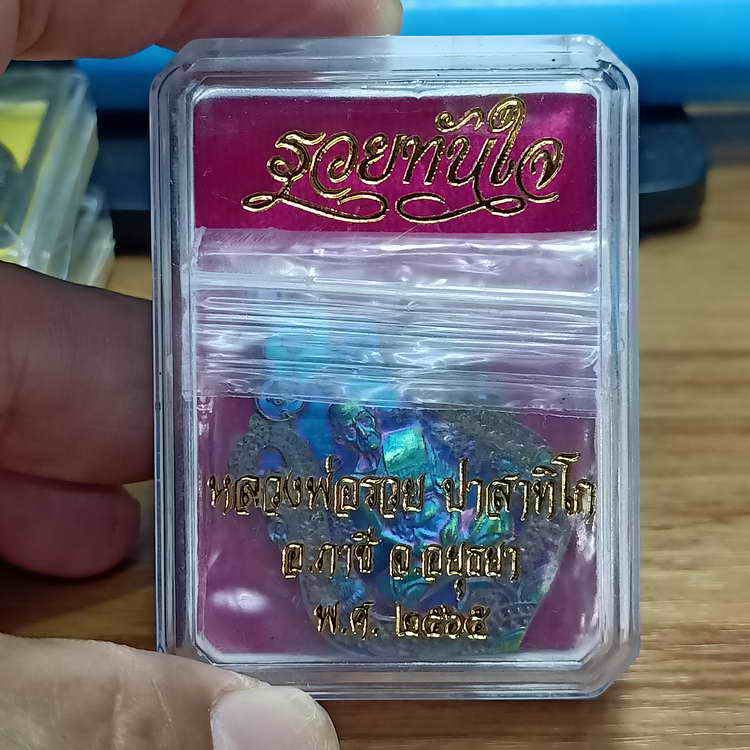 รวยทันใจ
หลวงพ่อรวย ปาสาทิโก
อ.ภาชี จ.อยุธยา
พ.ศ. ๒๕๖๕